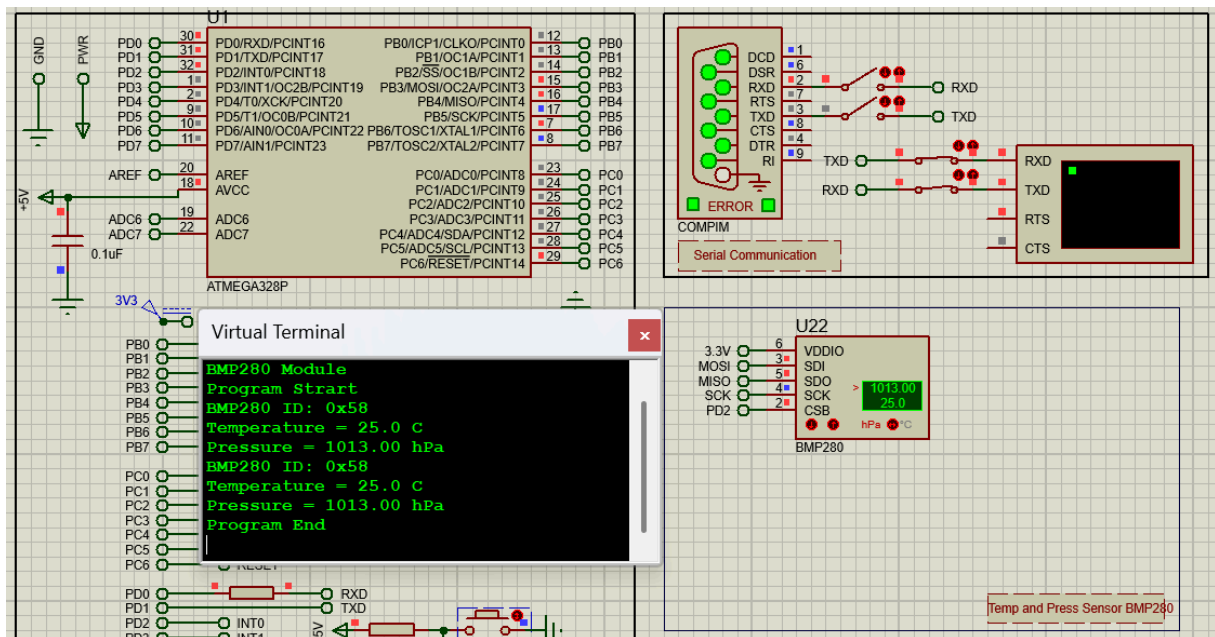 U1
GND
PWR
PD0 30 PD0/RXD/PCINT16 PB0/ICP1/CLKO/PCINT0 12 PB0
PD1 31 PD1/TXD/PCINT17 PB1/OC1A/PCINT1 13 PB1
PD2 32 PD2/INT0/PCINT18 PB2/SS/OC1B/PCINT2 14 PB2
PD3 1 PD3/INT1/OC2B/PCINT19 PB3/MOSI/OC2A/PCINT3 15 PB3
PD4 2 PD4/T0/XCK/PCINT20 PB4/MISO/PCINT4 16 PB4
PD5 9 PD5/T1/OC0B/PCINT21 PB5/SCK/PCINT5 17 PB5
PD6 10 PD6/AIN0/OC0A/PCINT22 PB6/TOSC1/XTAL1/PCINT6 7 PB6
PD7 11 PD7/AIN1/PCINT23 PB7/TOSC2/XTAL2/PCINT7 8 PB7
AREF 20 AREF PC0/ADC0/PCINT8 23 PC0
18 AVCC PC1/ADC1/PCINT9 24 PC1
+5V
PC2/ADC2/PCINT10 25 PC2
ADC6 19 ADC6 PC3/ADC3/PCINT11 26 PC3
ADC7 22 ADC7 PC4/ADC4/SDA/PCINT12 27 PC4
PC5/ADC5/SCL/PCINT13 28 PC5
PC6/RESET/PCINT14 29 PC6
0.1uF
ATMEGA328P
DCD 1
DSR 6
RXD 2 RXD
RTS 7
TXD 3 TXD
CTS 8
DTR 4
RI 9
ERROR
COMPIM
Serial Communication
TXD RXD
RXD TXD
RTS
CTS
3V3
PB0
PB1
PB2
PB3
PB4
PB5
PB6
PB7
PC0
PC1
PC2
PC3
PC4
PC5
PC6 RESET
PD0 RXD
PD1 TXD
PD2 INT0
PD3 INT1
5V
Virtual Terminal
x
BMP280 Module
Program Strart
BMP280 ID: 0x58
Temperature = 25.0 C
Pressure = 1013.00 hPa
BMP280 ID: 0x58
Temperature = 25.0 C
Pressure = 1013.00 hPa
Program End
U22
3.3V 6 VDDIO
MOSI 3 SDI
MISO 5 SDO
SCK 4 SCK
PD2 2 CSB
> 1013.00
25.0
hPa °C
BMP280
Temp and Press Sensor BMP280